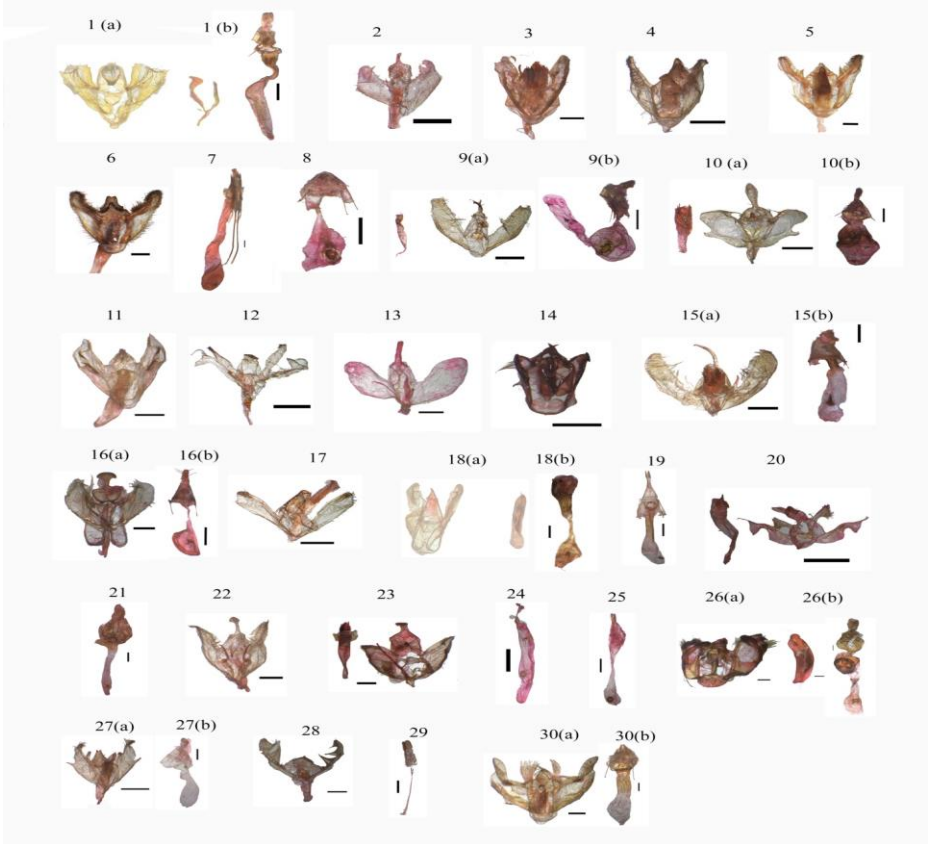 1 (a) 1 (b) 2 3 4 5
6 7 8 9(a) 9(b) 10 (a) 10(b)
11 12 13 14 15(a) 15(b)
16(a) 16(b) 17 18(a) 18(b) 19 20
21 22 23 24 25 26(a) 26(b)
27(a) 27(b) 28 29 30(a) 30(b)